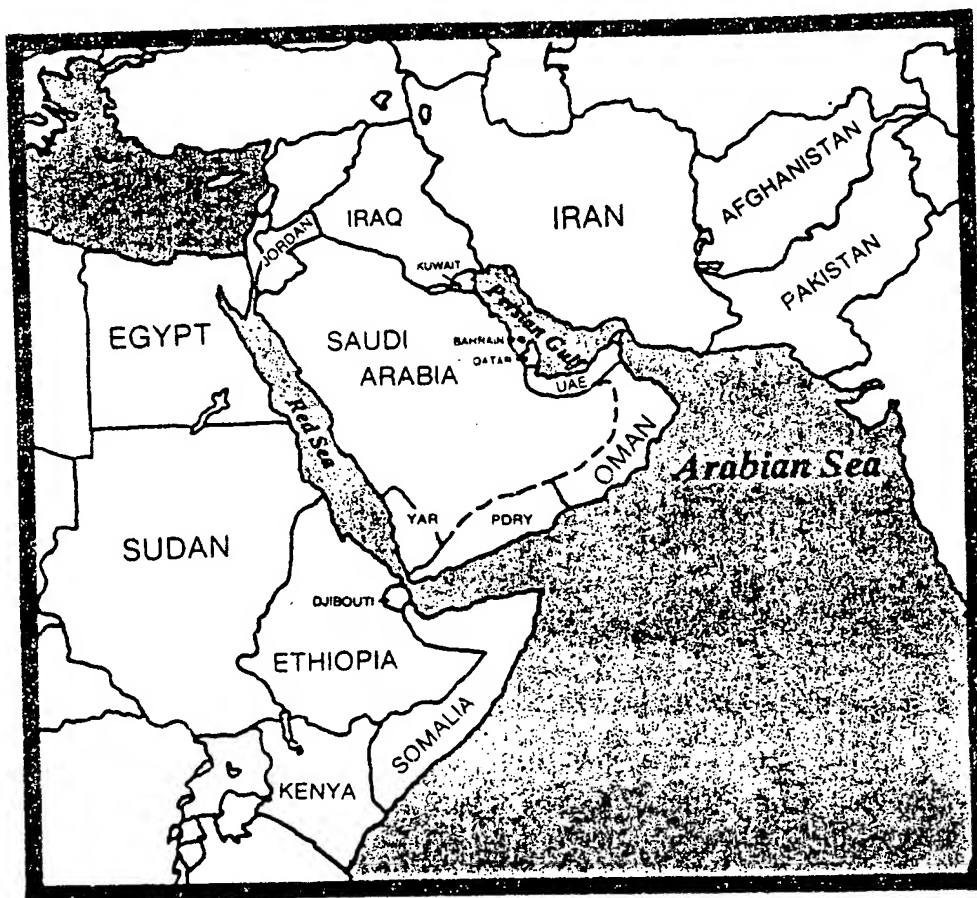 AFGHANISTAN
IRAQ
IRAN
JORDAN
KUWAIT
PAKISTAN
Persian Gulf
EGYPT
SAUDI
ARABIA
BAHRAIN
QATAR
UAE
Red Sea
OMAN
Arabian Sea
YAR
PDRY
SUDAN
DJIBOUTI
ETHIOPIA
SOMALIA
KENYA